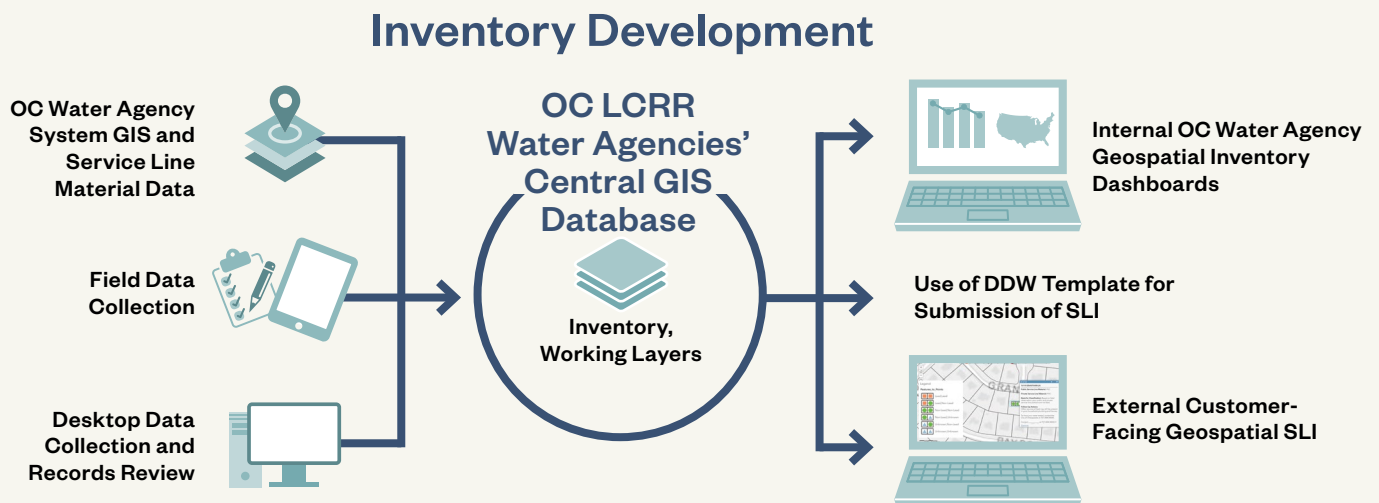 Inventory Development
OC Water Agency
System GIS and
Service Line
Material Data
Field Data
Collection
Desktop Data
Collection and
Records Review
OC LCRR
Water Agencies’
Central GIS
Database
Inventory,
Working Layers
Internal OC Water Agency
Geospatial Inventory
Dashboards
Use of DDW Template for
Submission of SLI
GRAN
External Customer-
Facing Geospatial SLI